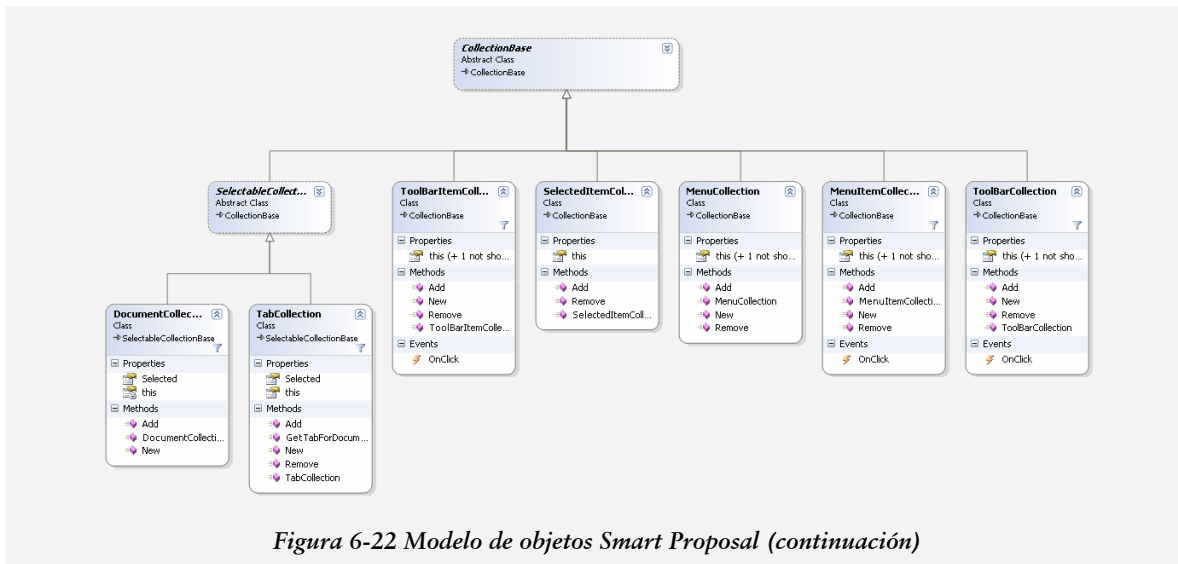 CollectionBase
Abstract Class
CollectionBase
SelectableCollect...
Abstract Class
CollectionBase
ToolBarItemColl...
Class
CollectionBase
Properties
this (+ 1 not sho...
Methods
Add
New
Remove
ToolBarItemColle...
Events
OnClick
SelectedItemCol...
Class
CollectionBase
Properties
this
Methods
Add
Remove
SelectedItemColl...
MenuCollection
Class
CollectionBase
Properties
this (+ 1 not sho...
Methods
Add
MenuCollection
New
Remove
MenuItemCollec...
Class
CollectionBase
Properties
this (+ 1 not sho...
Methods
Add
MenuItemCollecti...
New
Remove
Events
OnClick
ToolBarCollection
Class
CollectionBase
Properties
this (+ 1 not sho...
Methods
Add
New
Remove
ToolBarCollection
Events
OnClick
DocumentCollec...
Class
SelectableCollectionBase
Properties
Selected
this
Methods
Add
DocumentCollecti...
New
TabCollection
Class
SelectableCollectionBase
Properties
Selected
this
Methods
Add
GetTabForDocum...
New
Remove
TabCollection
Figura 6-22 Modelo de objetos Smart Proposal (continuación)